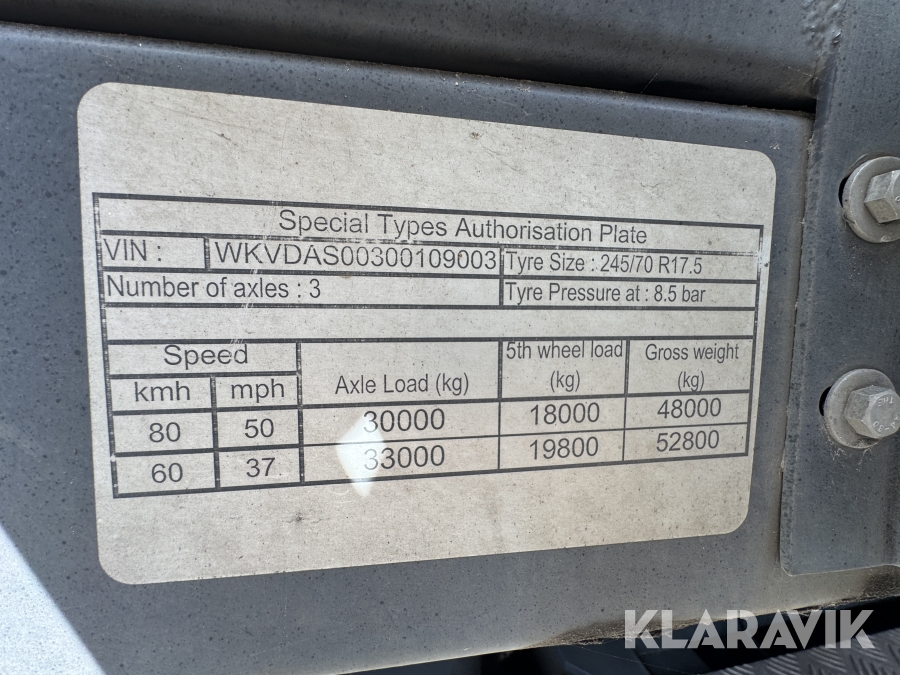 Special Types Authorisation Plate
VIN : WKVDAS00300109003 Tyre Size : 245/70 R17.5
Number of axles : 3 Tyre Pressure at : 8.5 bar
Speed Axle Load (kg) 5th wheel load (kg) Gross weight (kg)
kmh mph
80 50 30000 18000 48000
60 37 33000 19800 52800
KLARAVIK